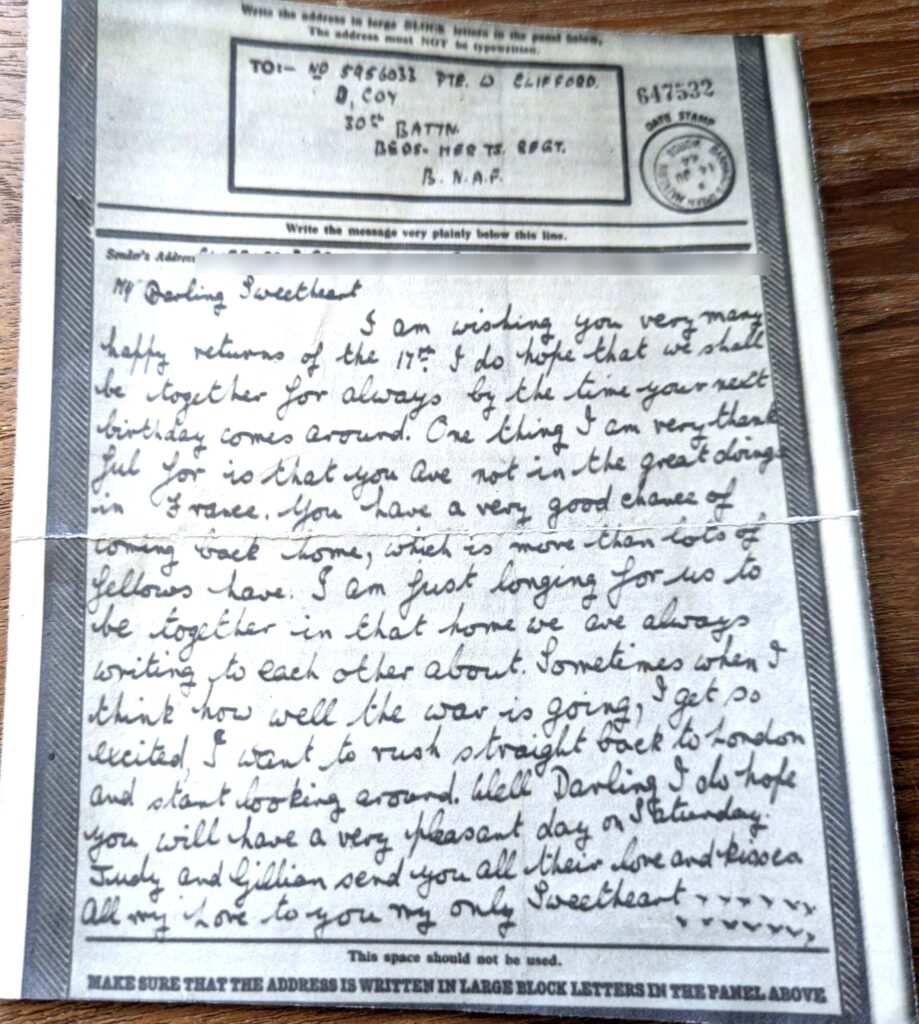 Write the address in large BLOCK letters in the panel below.
The address must NOT be typewritten.
TO:- NO 5956033 PTE. W CLIFFORD.
B, COY
30th BATTN.
BEDS- HERTS. REGT.
B. N. A. F.
647532
DATE STAMP
Write the message very plainly below this line.
Sender's Address
My Darling Sweetheart
I am wishing you very many
happy returns of the 17th. I do hope that we shall
be together for always by the time your next
birthday comes around. One thing I am very thank
ful for is that you are not in the great doings
in France. You have a very good chance of
coming back home, which is more than lots of
fellows have. I am just longing for us to
be together in that home we are always
writing to each other about. Sometimes when I
think how well the war is going, I get so
excited, I want to rush straight back to London
and start looking around. Well Darling I do hope
you will have a very pleasant day on Saturday.
Judy and Gillian send you all their love and kisses
All my Love to you my only Sweetheart
This space should not be used.
MAKE SURE THAT THE ADDRESS IS WRITTEN IN LARGE BLOCK LETTERS IN THE PANEL ABOVE